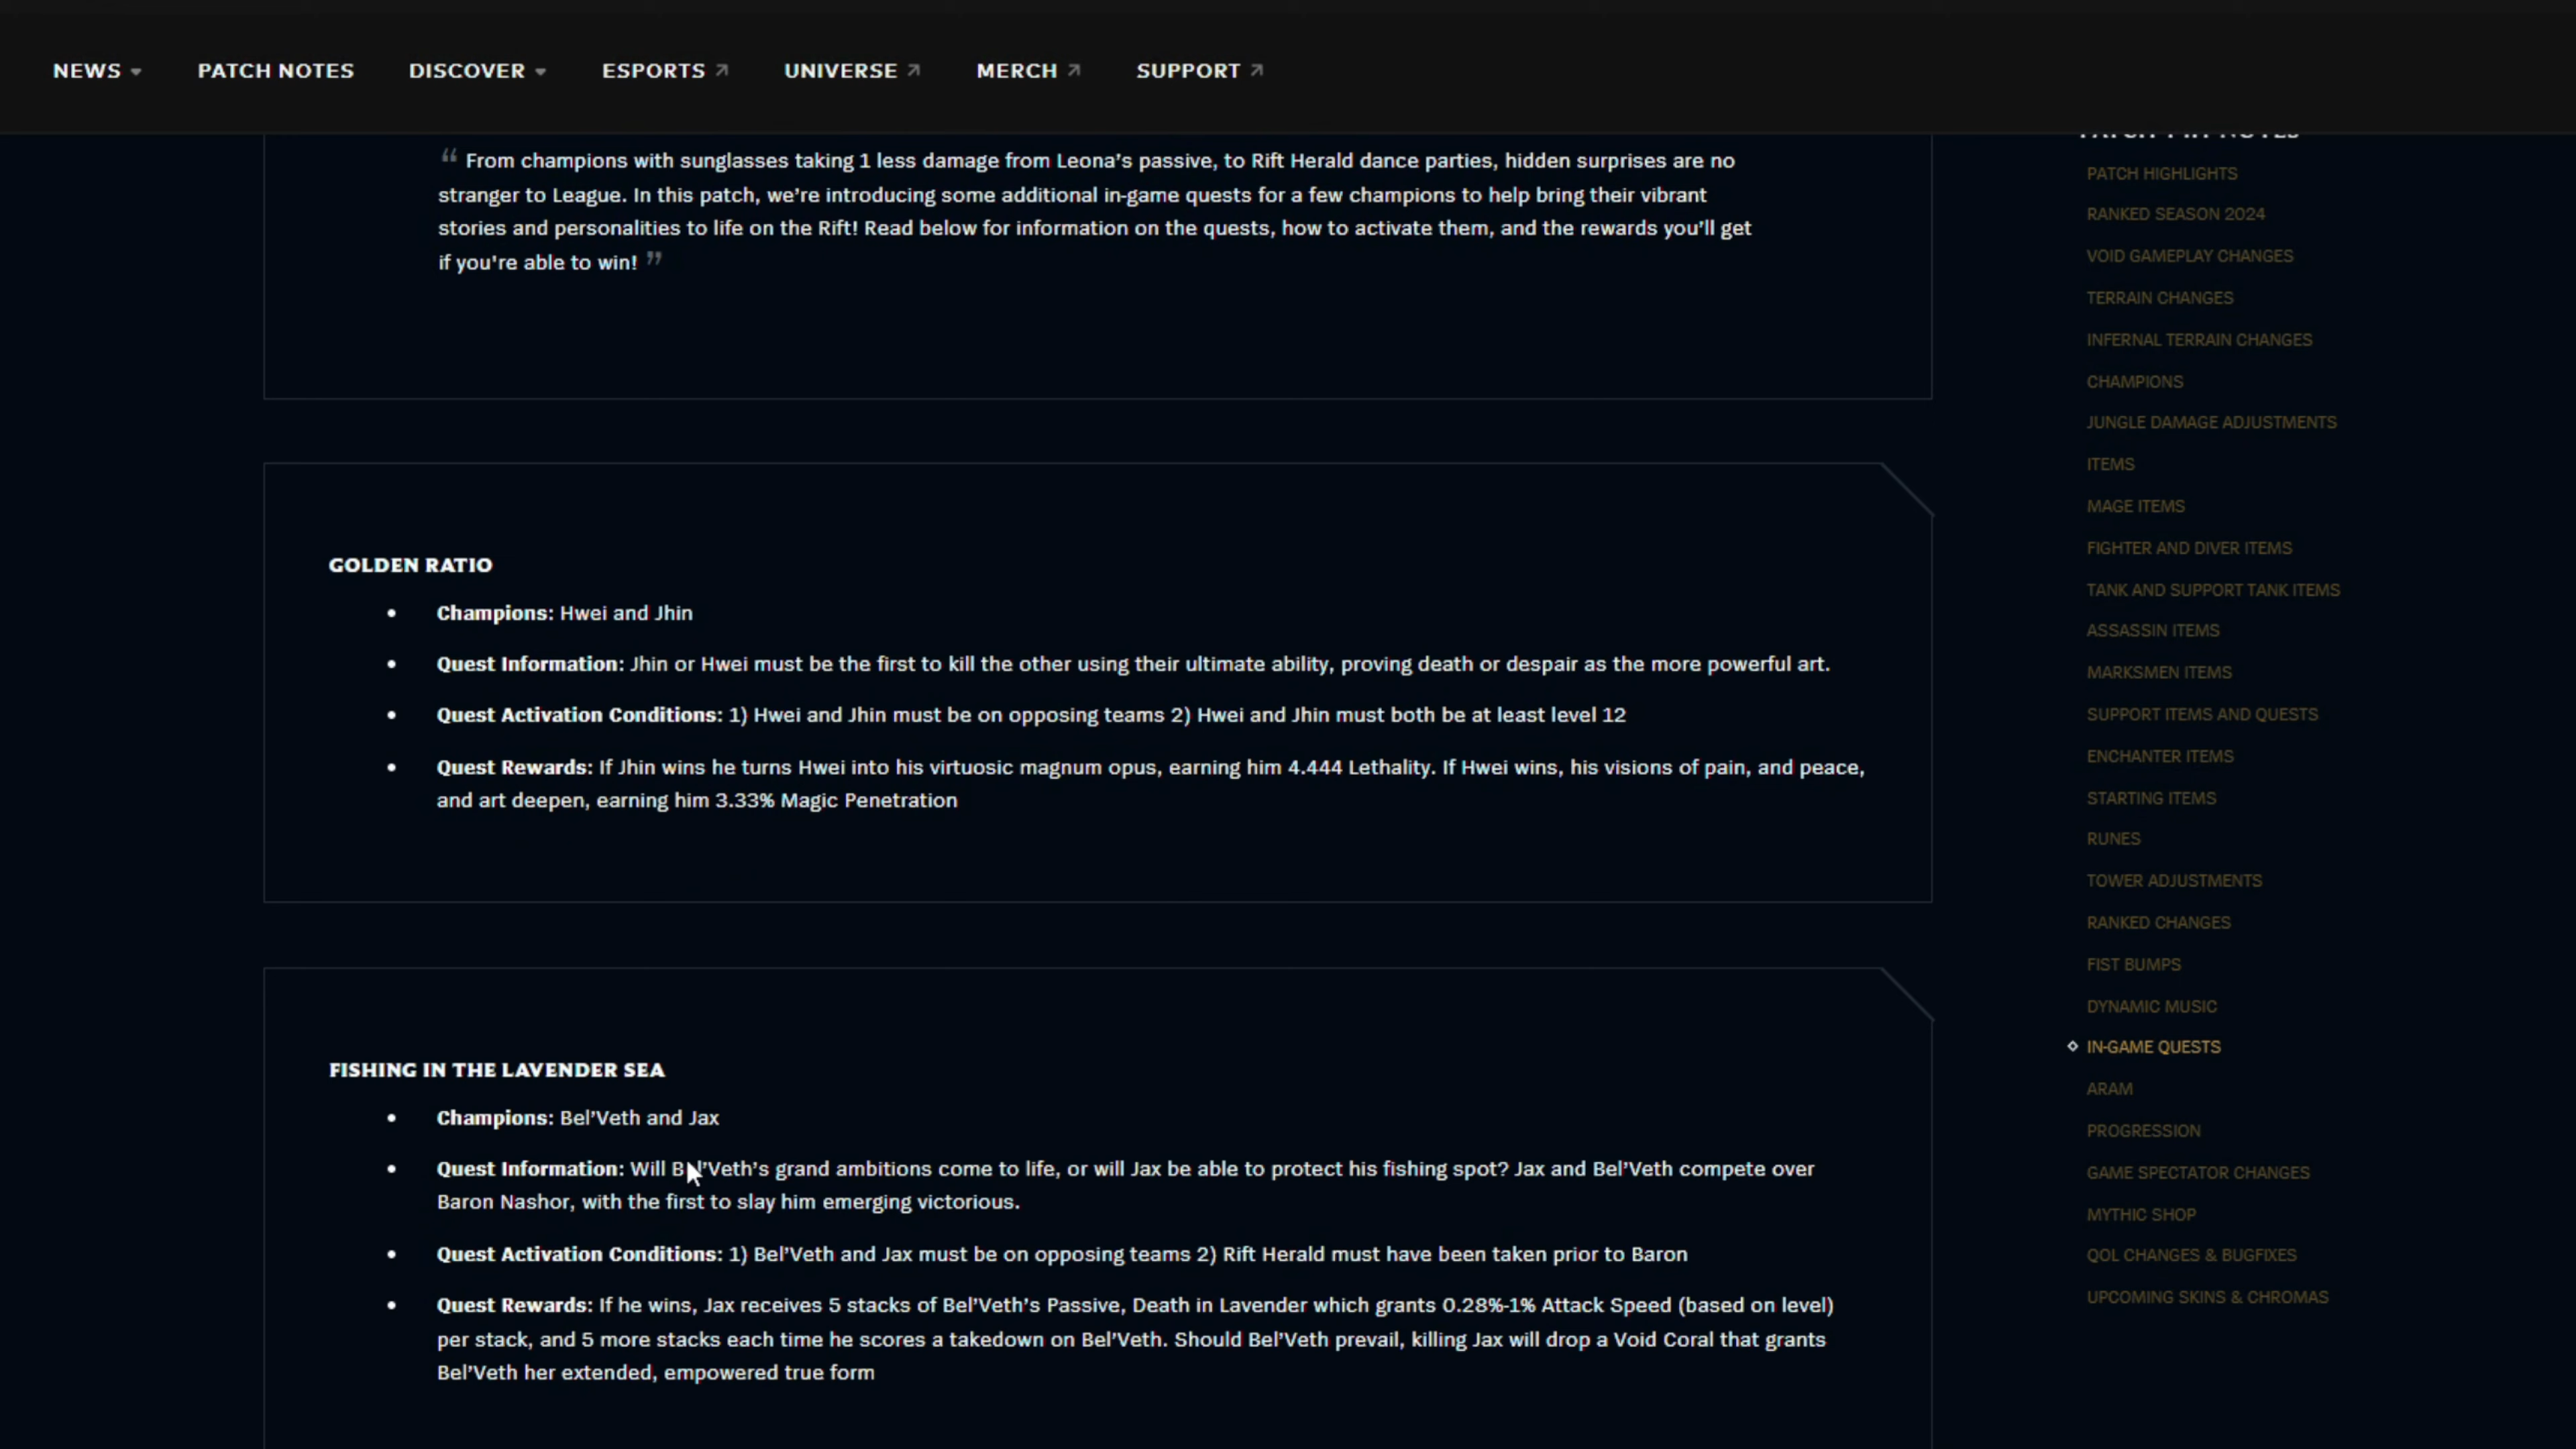 NEWS PATCH NOTES DISCOVER ESPORTS UNIVERSE MERCH SUPPORT
“ From champions with sunglasses taking 1 less damage from Leona’s passive, to Rift Herald dance parties, hidden surprises are no
stranger to League. In this patch, we’re introducing some additional in-game quests for a few champions to help bring their vibrant
stories and personalities to life on the Rift! Read below for information on the quests, how to activate them, and the rewards you’ll get
if you're able to win! ”
GOLDEN RATIO
• Champions: Hwei and Jhin
• Quest Information: Jhin or Hwei must be the first to kill the other using their ultimate ability, proving death or despair as the more powerful art.
• Quest Activation Conditions: 1) Hwei and Jhin must be on opposing teams 2) Hwei and Jhin must both be at least level 12
• Quest Rewards: If Jhin wins he turns Hwei into his virtuosic magnum opus, earning him 4.444 Lethality. If Hwei wins, his visions of pain, and peace,
and art deepen, earning him 3.33% Magic Penetration
FISHING IN THE LAVENDER SEA
• Champions: Bel’Veth and Jax
• Quest Information: Will Bel’Veth’s grand ambitions come to life, or will Jax be able to protect his fishing spot? Jax and Bel’Veth compete over
Baron Nashor, with the first to slay him emerging victorious.
• Quest Activation Conditions: 1) Bel’Veth and Jax must be on opposing teams 2) Rift Herald must have been taken prior to Baron
• Quest Rewards: If he wins, Jax receives 5 stacks of Bel’Veth’s Passive, Death in Lavender which grants 0.28%-1% Attack Speed (based on level)
per stack, and 5 more stacks each time he scores a takedown on Bel’Veth. Should Bel’Veth prevail, killing Jax will drop a Void Coral that grants
Bel’Veth her extended, empowered true form
PATCH HIGHLIGHTS
RANKED SEASON 2024
VOID GAMEPLAY CHANGES
TERRAIN CHANGES
INFERNAL TERRAIN CHANGES
CHAMPIONS
JUNGLE DAMAGE ADJUSTMENTS
ITEMS
MAGE ITEMS
FIGHTER AND DIVER ITEMS
TANK AND SUPPORT TANK ITEMS
ASSASSIN ITEMS
MARKSMEN ITEMS
SUPPORT ITEMS AND QUESTS
ENCHANTER ITEMS
STARTING ITEMS
RUNES
TOWER ADJUSTMENTS
RANKED CHANGES
FIST BUMPS
DYNAMIC MUSIC
IN-GAME QUESTS
ARAM
PROGRESSION
GAME SPECTATOR CHANGES
MYTHIC SHOP
QOL CHANGES & BUGFIXES
UPCOMING SKINS & CHROMAS